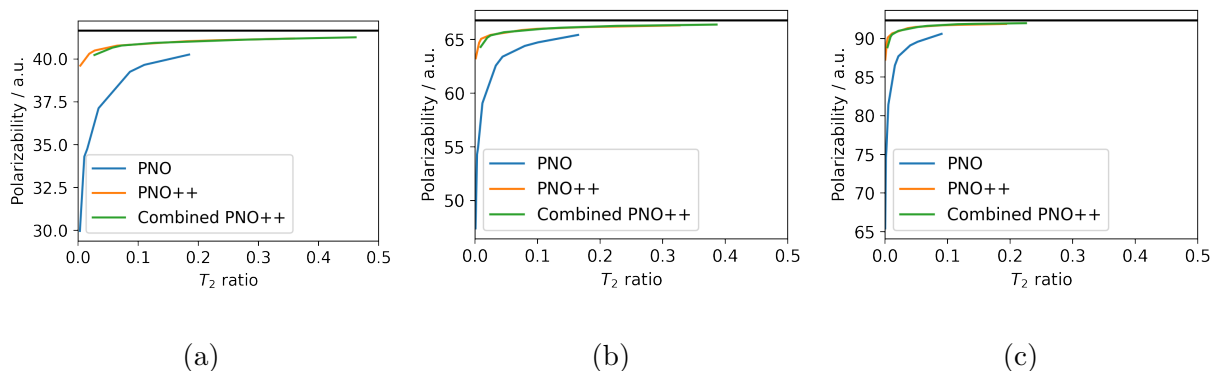 Polarizability / a.u.
40.0
37.5
35.0
32.5
30.0
PNO
PNO++
Combined PNO++
0.0 0.1 0.2 0.3 0.4 0.5
T2 ratio
(a)
Polarizability / a.u.
65
60
55
50
PNO
PNO++
Combined PNO++
0.0 0.1 0.2 0.3 0.4 0.5
T2 ratio
(b)
Polarizability / a.u.
90
85
80
75
70
65
PNO
PNO++
Combined PNO++
0.0 0.1 0.2 0.3 0.4 0.5
T2 ratio
(c)